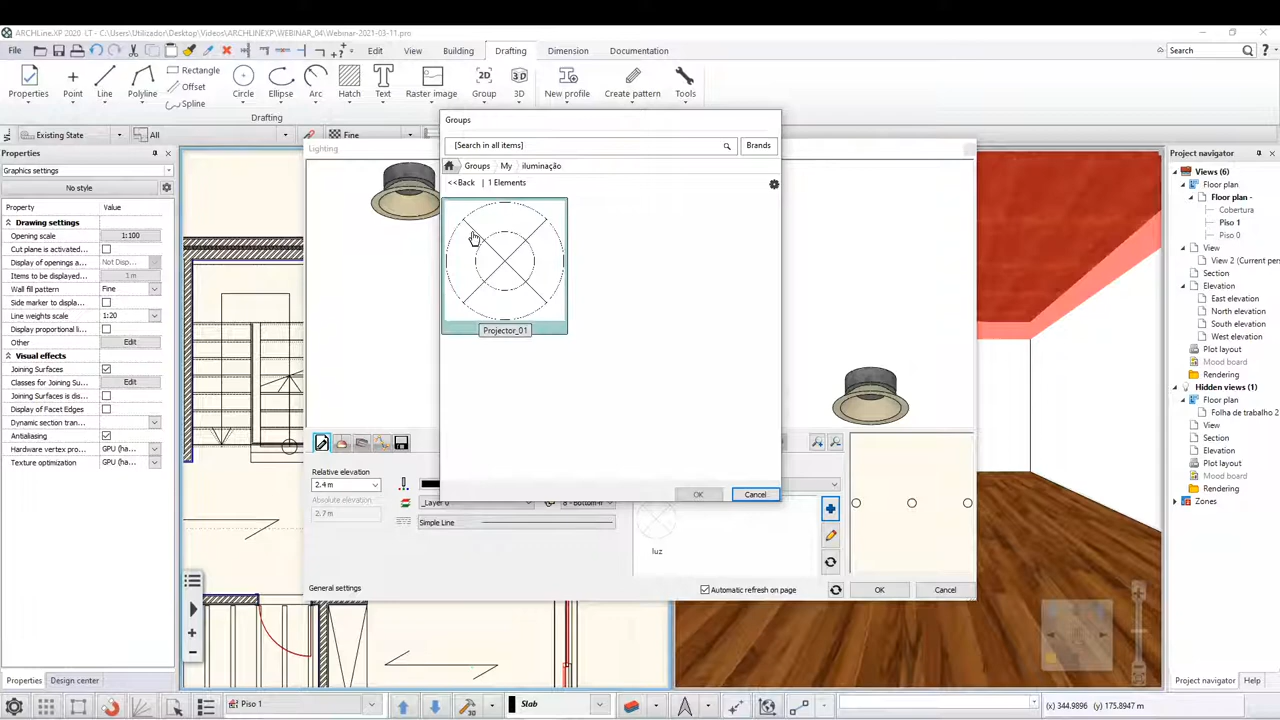 ARCHLine.XP 2020 LT - C:\Users\Utilizador\Desktop\Videos\ARCHLINEXP\WEBINAR_04\Webinar-2021-03-11.pro
File Edit View Building Drafting Dimension Documentation Search
Properties Point Line Polyline Rectangle Offset Spline Circle Ellipse Arc Hatch Text Raster image Group 3D New profile Create pattern Tools
2D 3D
Drafting
Existing State All Fine
Properties
Graphics settings
No style
Property Value
Drawing settings
Opening scale 1:100
Cut plane is activated...
Display of openings a... Not Disp...
Items to be displayed... 1 m
Wall fill pattern Fine
Side marker to displa...
Line weights scale 1:20
Display proportional li...
Other Edit
Visual effects
Joining Surfaces
Classes for Joining Su... Edit
Joining Surfaces is dis...
Display of Facet Edges
Dynamic section tran...
Antialiasing
Hardware vertex pro... GPU (ha...
Texture optimization GPU (ha...
Properties Design center
Lighting
Groups
[Search in all items] Brands
Groups My iluminação
<<Back | 1 Elements
Projector_01
OK Cancel
Relative elevation
2.4 m
Absolute elevation
2.7 m
_Layer 0
Simple Line
luz
General settings
Automatic refresh on page
OK Cancel
Project navigator
Views (6)
Floor plan
Floor plan -
Cobertura
Piso 1
Piso 0
View
View 2 (Current per
Section
Elevation
East elevation
North elevation
South elevation
West elevation
Plot layout
Mood board
Rendering
Hidden views (1)
Floor plan
Folha de trabalho 2
View
Section
Elevation
Plot layout
Mood board
Rendering
Zones
Project navigator Help
Piso 1 Slab
(x) 344.9896 (y) 175.8947 m